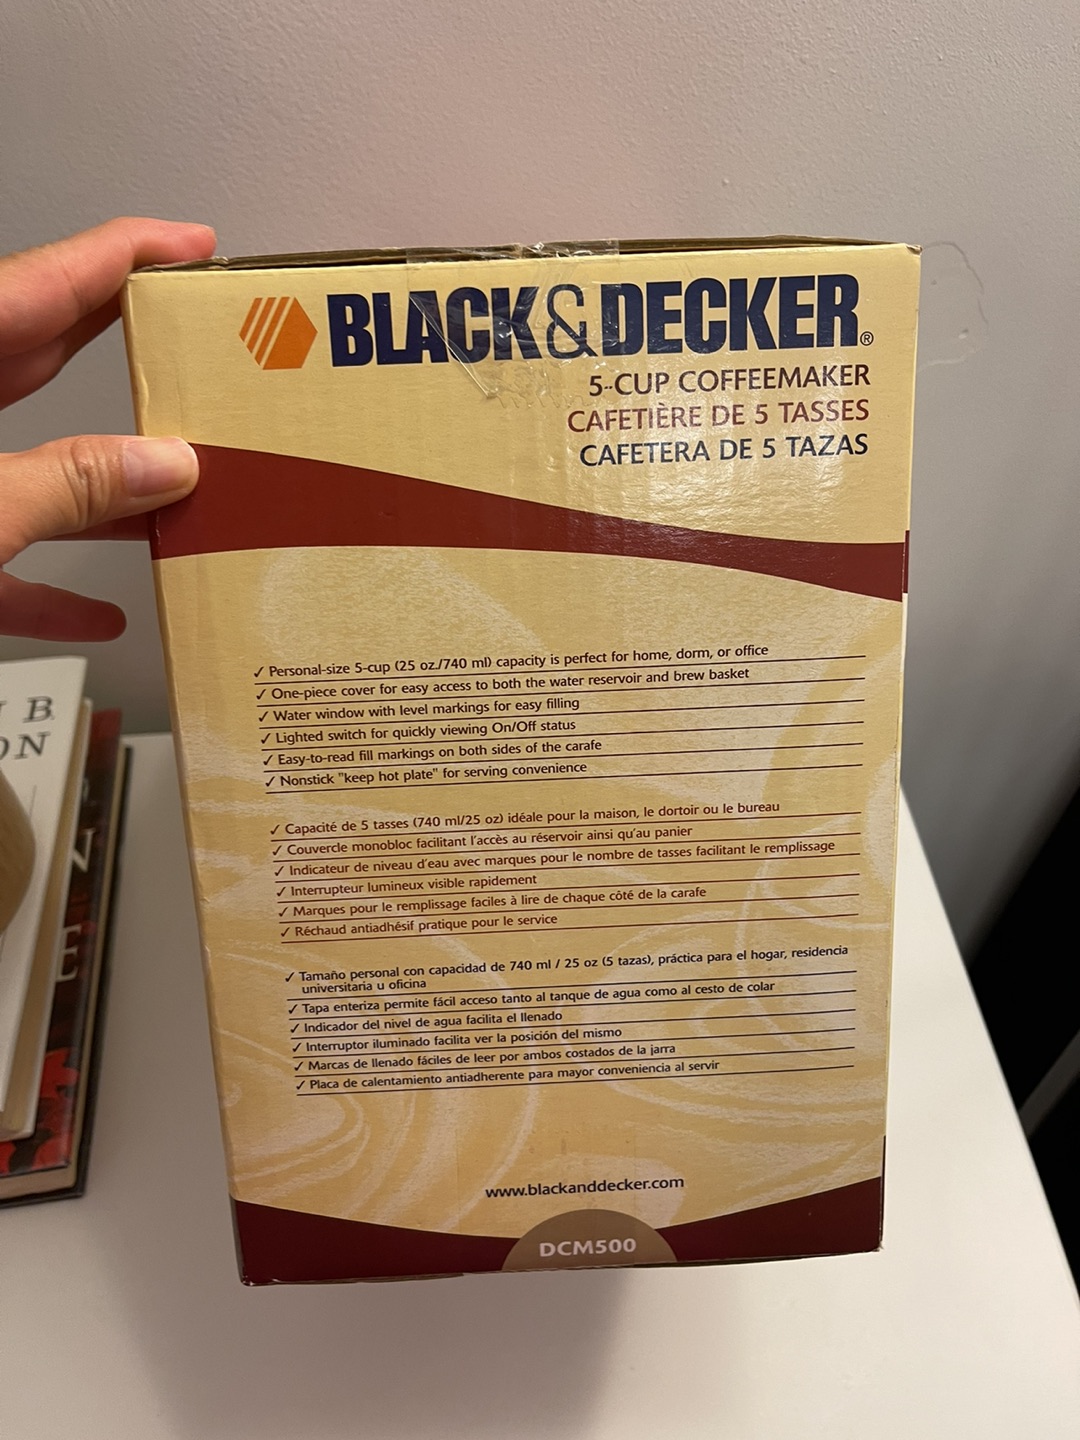 BLACK&DECKER®
5-CUP COFFEEMAKER
CAFETIÈRE DE 5 TASSES
CAFETERA DE 5 TAZAS
✓ Personal-size 5-cup (25 oz./740 ml) capacity is perfect for home, dorm, or office
✓ One-piece cover for easy access to both the water reservoir and brew basket
✓ Water window with level markings for easy filling
✓ Lighted switch for quickly viewing On/Off status
✓ Easy-to-read fill markings on both sides of the carafe
✓ Nonstick "keep hot plate" for serving convenience
✓ Capacité de 5 tasses (740 ml/25 oz) idéale pour la maison, le dortoir ou le bureau
✓ Couvercle monobloc facilitant l'accès au réservoir ainsi qu'au panier
✓ Indicateur de niveau d'eau avec marques pour le nombre de tasses facilitant le remplissage
✓ Interrupteur lumineux visible rapidement
✓ Marques pour le remplissage faciles à lire de chaque côté de la carafe
✓ Réchaud antiadhésif pratique pour le service
✓ Tamaño personal con capacidad de 740 ml / 25 oz (5 tazas), práctica para el hogar, residencia
universitaria u oficina
✓ Tapa enteriza permite fácil acceso tanto al tanque de agua como al cesto de colar
✓ Indicador del nivel de agua facilita el llenado
✓ Interruptor iluminado facilita ver la posición del mismo
✓ Marcas de llenado fáciles de leer por ambos costados de la jarra
✓ Placa de calentamiento antiadherente para mayor conveniencia al servir
www.blackanddecker.com
DCM500